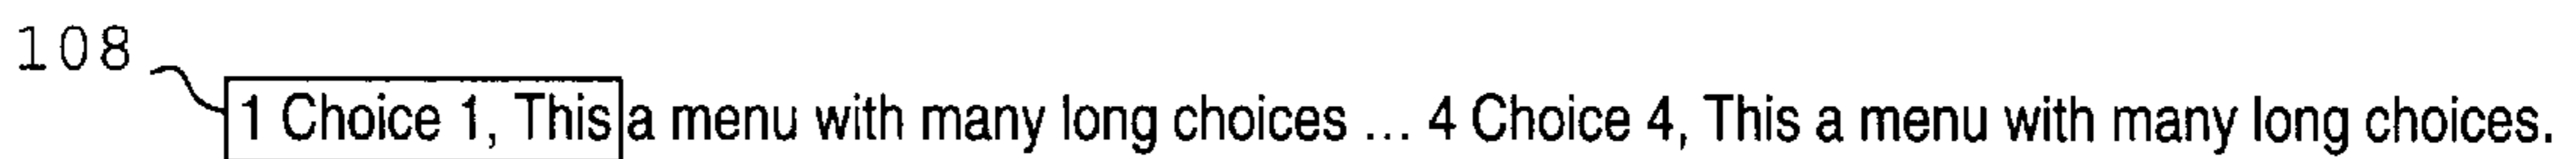 108
1 Choice 1, This a menu with many long choices ... 4 Choice 4, This a menu with many long choices.